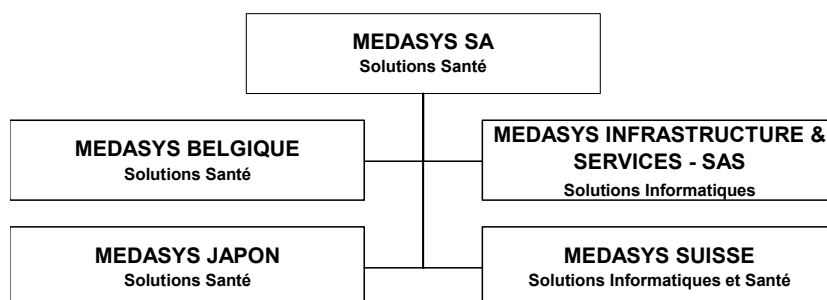 MEDASYS SA
Solutions Santé
MEDASYS BELGIQUE
Solutions Santé
MEDASYS INFRASTRUCTURE &
SERVICES - SAS
Solutions Informatiques
MEDASYS JAPON
Solutions Santé
MEDASYS SUISSE
Solutions Informatiques et Santé